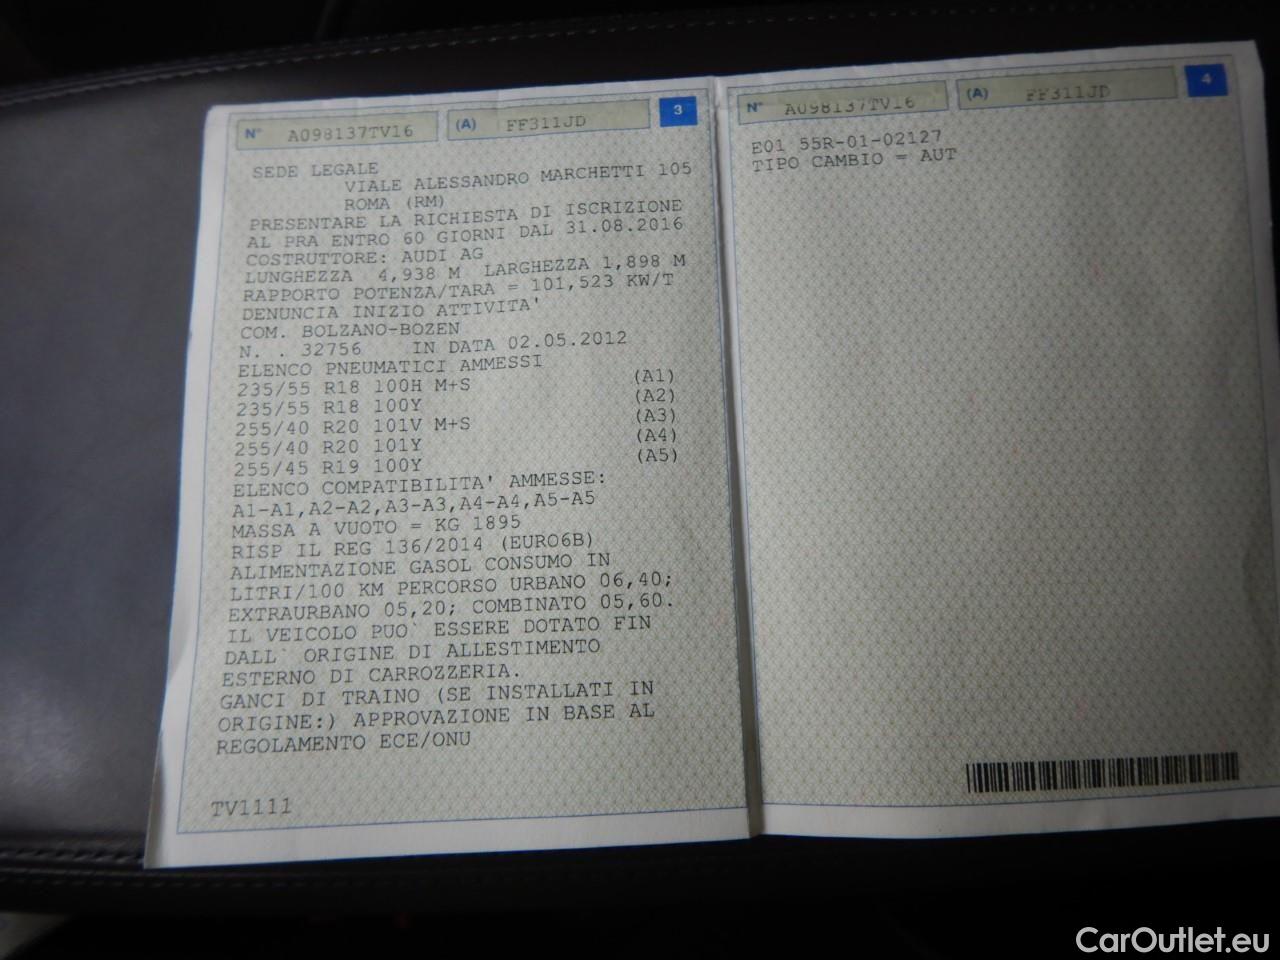 N° A098137TV16 (A) FF311JD 3
SEDE LEGALE
VIALE ALESSANDRO MARCHETTI 105
ROMA (RM)
PRESENTARE LA RICHIESTA DI ISCRIZIONE
AL PRA ENTRO 60 GIORNI DAL 31.08.2016
COSTRUTTORE: AUDI AG
LUNGHEZZA 4,938 M LARGHEZZA 1,898 M
RAPPORTO POTENZA/TARA = 101,523 KW/T
DENUNCIA INIZIO ATTIVITA'
COM. BOLZANO-BOZEN
N. . 32756 IN DATA 02.05.2012
ELENCO PNEUMATICI AMMESSI
235/55 R18 100H M+S (A1)
235/55 R18 100Y (A2)
255/40 R20 101V M+S (A3)
255/40 R20 101Y (A4)
255/45 R19 100Y (A5)
ELENCO COMPATIBILITA' AMMESSE:
A1-A1,A2-A2,A3-A3,A4-A4,A5-A5
MASSA A VUOTO = KG 1895
RISP IL REG 136/2014 (EURO6B)
ALIMENTAZIONE GASOL CONSUMO IN
LITRI/100 KM PERCORSO URBANO 06,40;
EXTRAURBANO 05,20; COMBINATO 05,60.
IL VEICOLO PUO` ESSERE DOTATO FIN
DALL` ORIGINE DI ALLESTIMENTO
ESTERNO DI CARROZZERIA.
GANCI DI TRAINO (SE INSTALLATI IN
ORIGINE:) APPROVAZIONE IN BASE AL
REGOLAMENTO ECE/ONU
TV1111
N° A098137TV16 (A) FF311JD 4
E01 55R-01-02127
TIPO CAMBIO = AUT
CarOutlet.eu